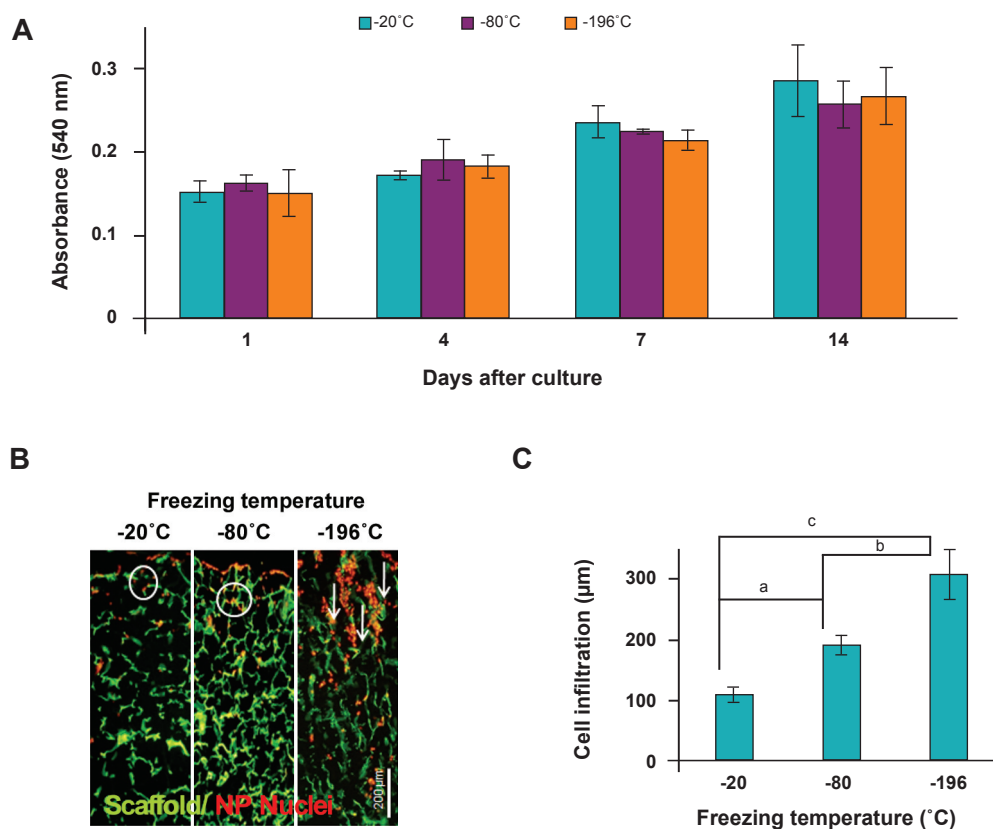 A
-20˚C -80˚C -196˚C
Absorbance (540 nm)
0.3
0.2
0.1
0
1 4 7 14
Days after culture
B
Freezing temperature
-20˚C -80˚C -196˚C
200 µm
Scaffold/ NP Nuclei
C
Cell infiltration (µm)
c
b
a
300
200
100
0
-20 -80 -196
Freezing temperature (˚C)